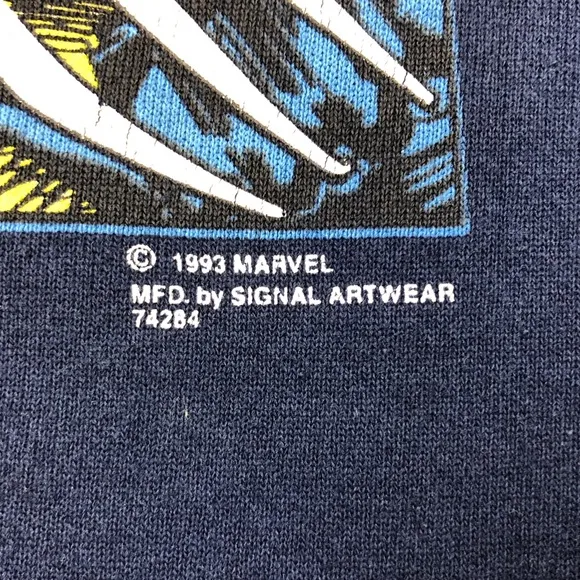 © 1993 MARVEL
MFD. by SIGNAL ARTWEAR
74284